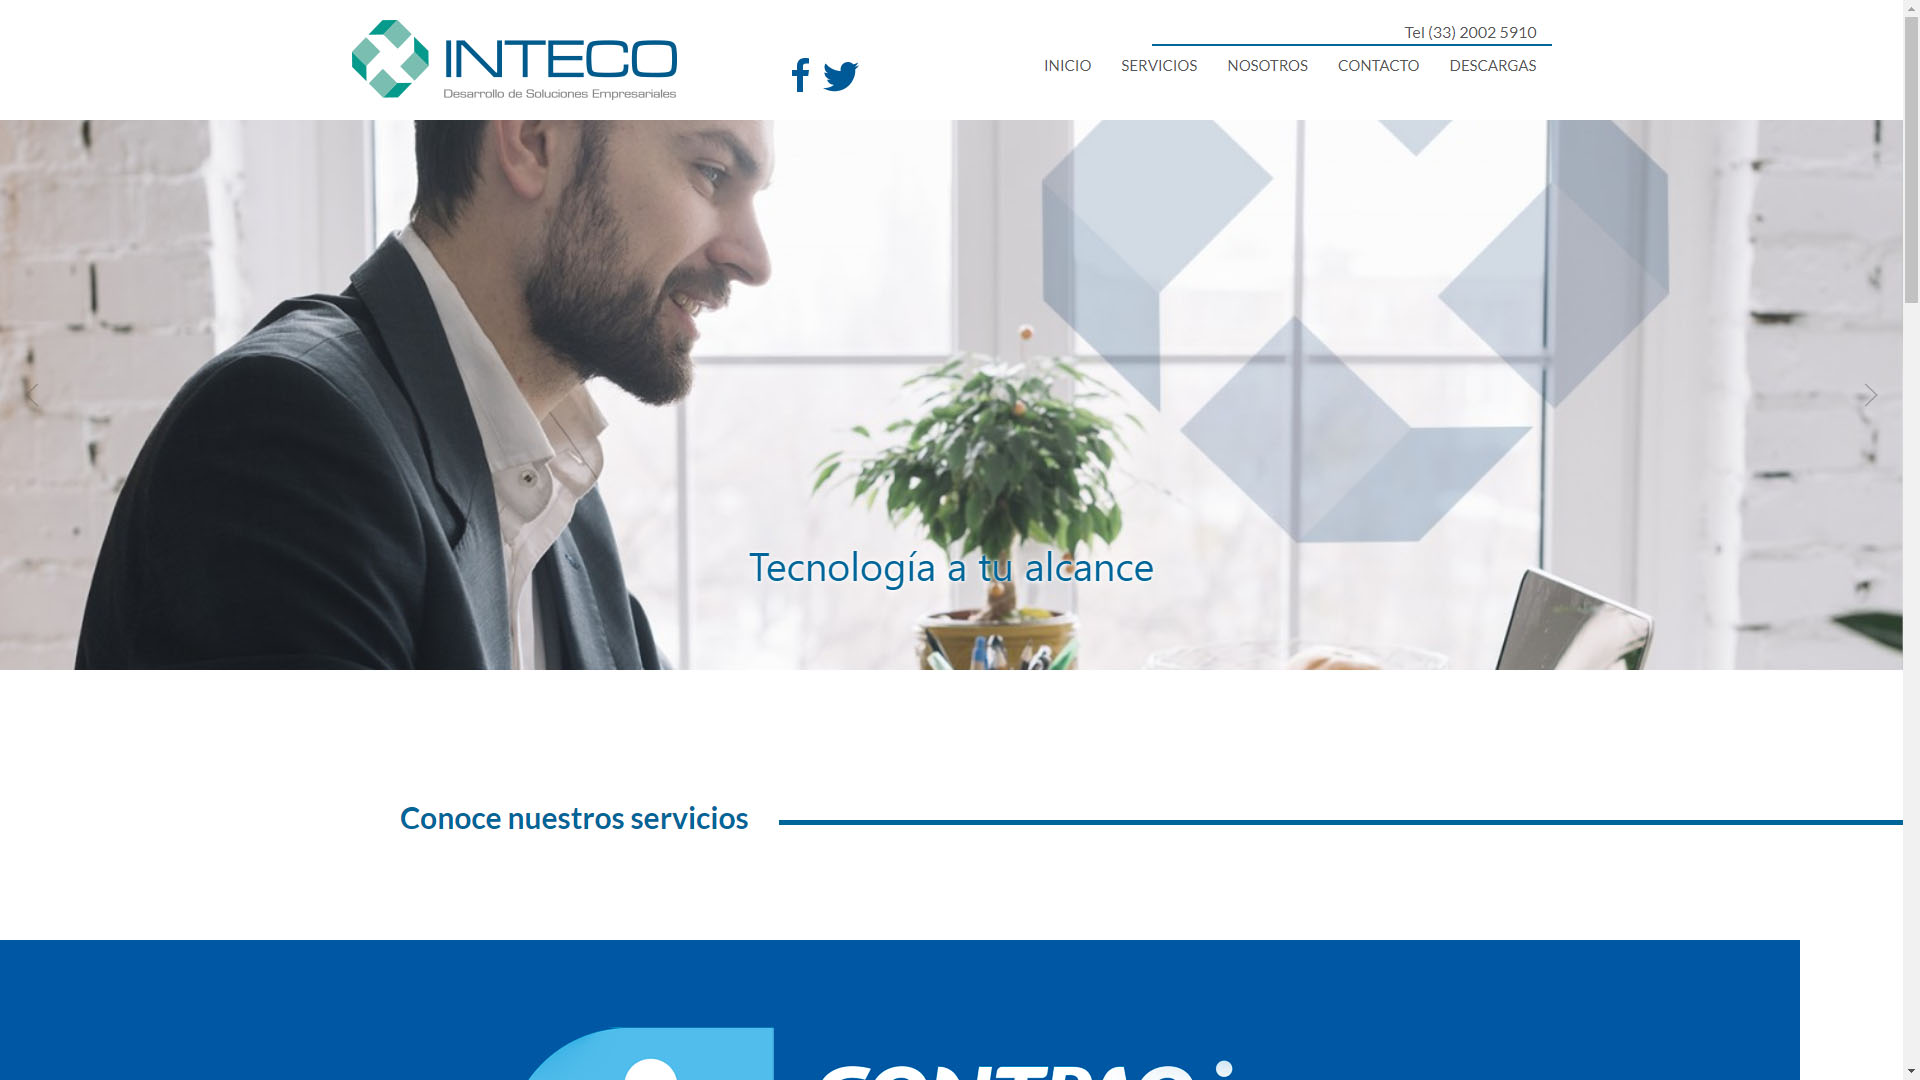 INTECO
Desarrollo de Soluciones Empresariales
Tel (33) 2002 5910
INICIO SERVICIOS NOSOTROS CONTACTO DESCARGAS
Tecnología a tu alcance
Conoce nuestros servicios